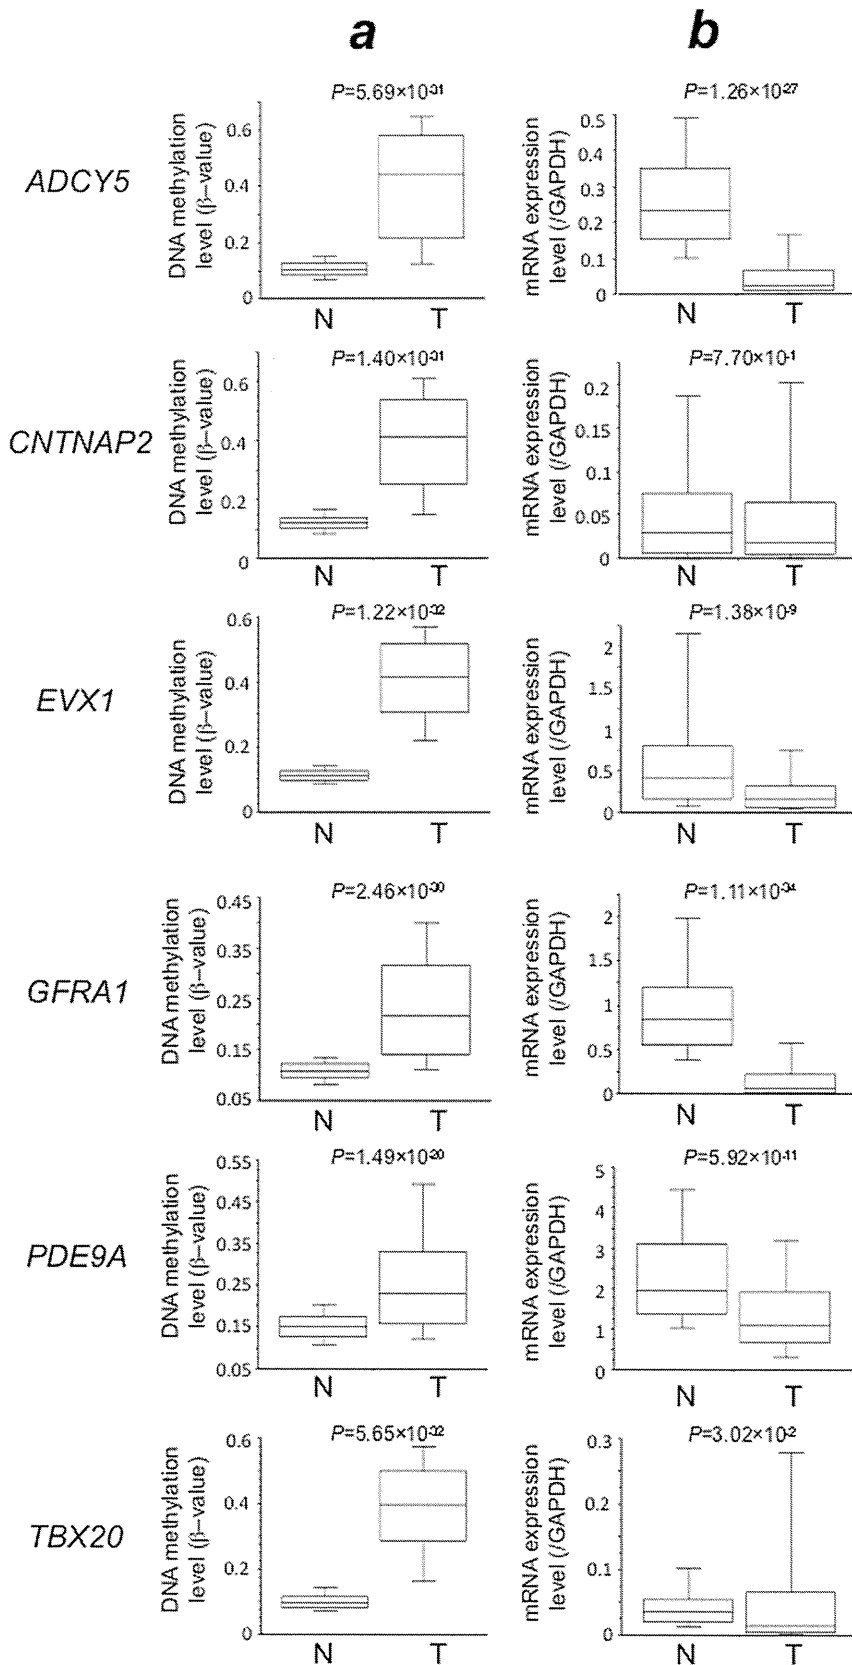 a b
P=5.69×10-31 P=1.26×10-27
ADCY5
DNA methylation
level (β–value)
0.6
0.4
0.2
0
N T
mRNA expression
level (/GAPDH)
0.5
0.4
0.3
0.2
0.1
0
N T
P=1.40×10-31 P=7.70×10-1
CNTNAP2
DNA methylation
level (β–value)
0.6
0.4
0.2
0
N T
mRNA expression
level (/GAPDH)
0.2
0.15
0.1
0.05
0
N T
P=1.22×10-32 P=1.38×10-9
EVX1
DNA methylation
level (β–value)
0.6
0.4
0.2
0
N T
mRNA expression
level (/GAPDH)
2
1.5
1
0.5
0
N T
P=2.46×10-30 P=1.11×10-34
GFRA1
DNA methylation
level (β–value)
0.45
0.35
0.25
0.15
0.05
N T
mRNA expression
level (/GAPDH)
2
1.5
1
0.5
0
N T
P=1.49×10-20 P=5.92×10-11
PDE9A
DNA methylation
level (β–value)
0.55
0.45
0.35
0.25
0.15
0.05
N T
mRNA expression
level (/GAPDH)
5
4
3
2
1
0
N T
P=5.65×10-32 P=3.02×10-2
TBX20
DNA methylation
level (β–value)
0.6
0.4
0.2
0
N T
mRNA expression
level (/GAPDH)
0.3
0.2
0.1
0
N T